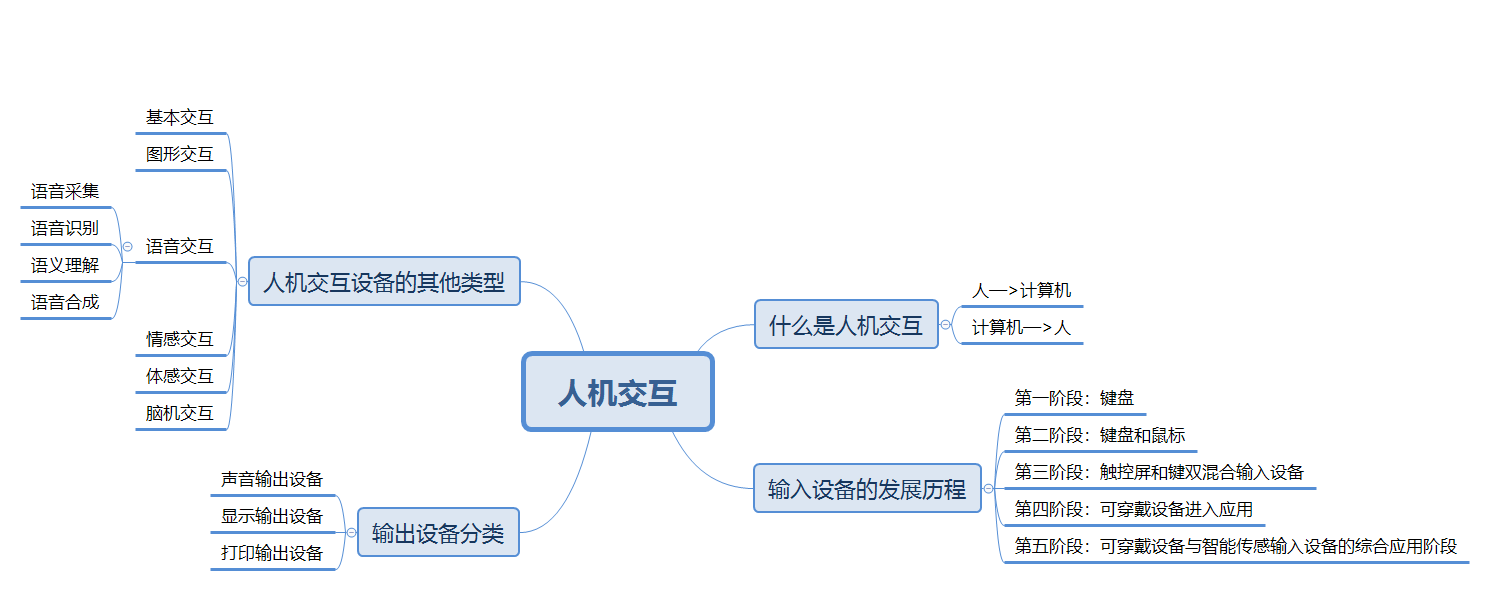 人机交互
什么是人机交互
人—>计算机
计算机—>人
输入设备的发展历程
第一阶段：键盘
第二阶段：键盘和鼠标
第三阶段：触控屏和键双混合输入设备
第四阶段：可穿戴设备进入应用
第五阶段：可穿戴设备与智能传感输入设备的综合应用阶段
人机交互设备的其他类型
基本交互
图形交互
语音交互
语音采集
语音识别
语义理解
语音合成
情感交互
体感交互
脑机交互
输出设备分类
声音输出设备
显示输出设备
打印输出设备